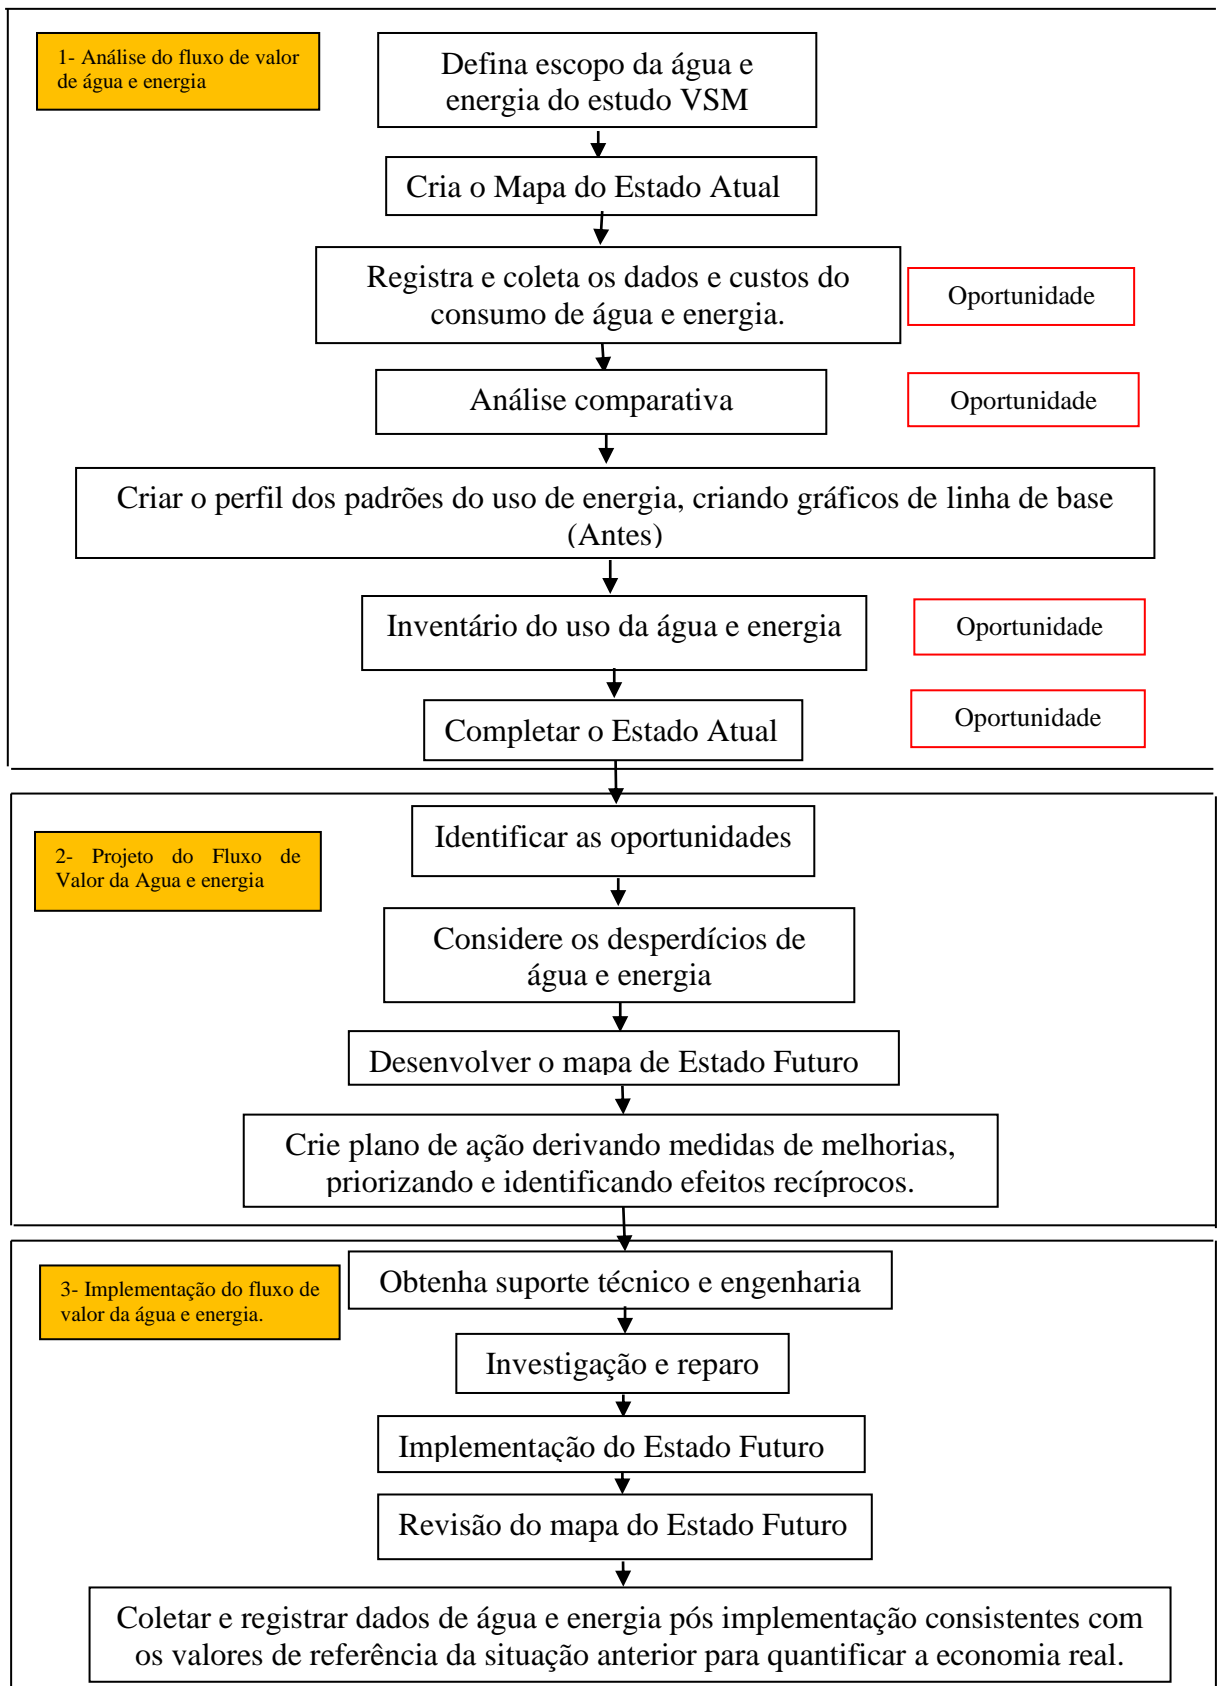 1- Análise do fluxo de valor
de água e energia
Defina escopo da água e
energia do estudo VSM
Cria o Mapa do Estado Atual
Registra e coleta os dados e custos do
consumo de água e energia.
Oportunidade
Análise comparativa
Oportunidade
Criar o perfil dos padrões do uso de energia, criando gráficos de linha de base
(Antes)
Inventário do uso da água e energia
Oportunidade
Completar o Estado Atual
Oportunidade
2- Projeto do Fluxo de
Valor da Agua e energia
Identificar as oportunidades
Considere os desperdícios de
água e energia
Desenvolver o mapa de Estado Futuro
Crie plano de ação derivando medidas de melhorias,
priorizando e identificando efeitos recíprocos.
3- Implementação do fluxo de
valor da água e energia.
Obtenha suporte técnico e engenharia
Investigação e reparo
Implementação do Estado Futuro
Revisão do mapa do Estado Futuro
Coletar e registrar dados de água e energia pós implementação consistentes com
os valores de referência da situação anterior para quantificar a economia real.